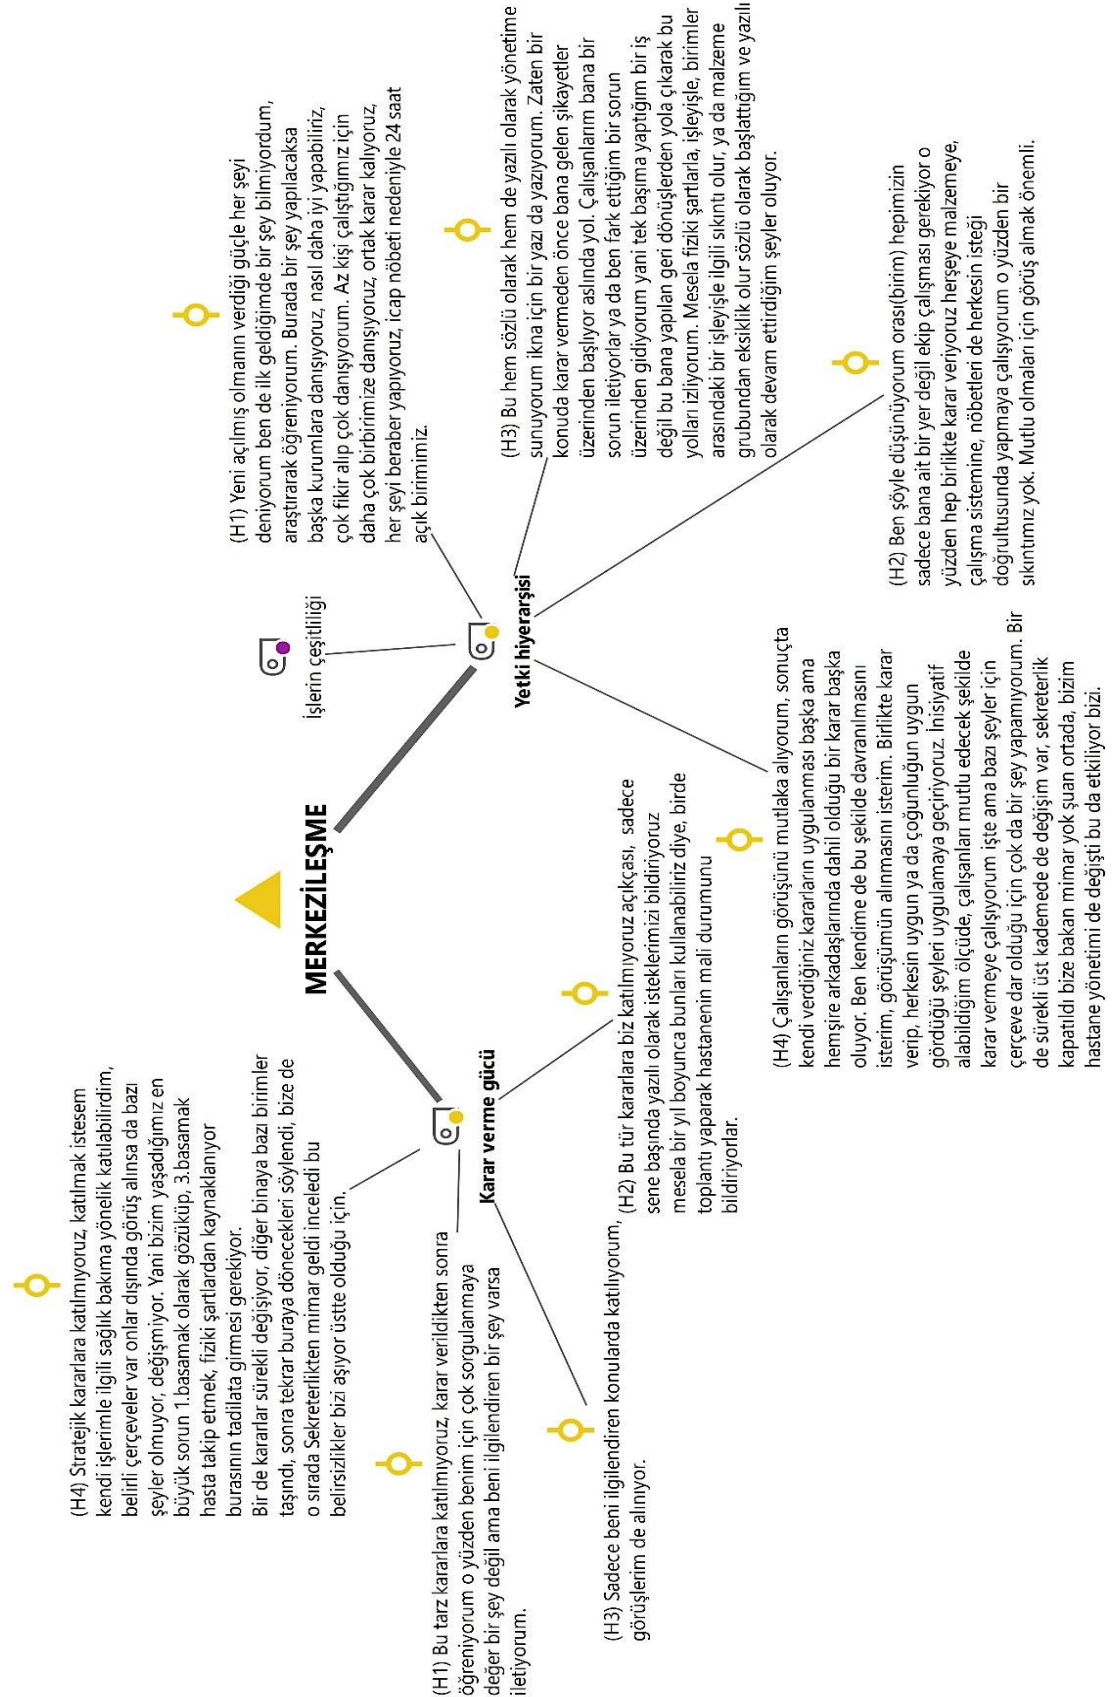 MERKEZİLEŞME
Karar verme gücü
(H4) Stratejik kararlara katılmıyoruz, katılmak istesem
kendi işlerimle ilgili sağlık bakıma yönelik katılabilirdim,
belirli çerçeveler var onlar dışında görüş alınsa da bazı
şeyler olmuyor, değişmiyor. Yani bizim yaşadığımız en
büyük sorun 1.basamak olarak gözüküp, 3.basamak
hasta takip etmek, fiziki şartlardan kaynaklanıyor
burasının tadilata girmesi gerekiyor.
Bir de kararlar sürekli değişiyor, diğer binaya bazı birimler
taşındı, sonra tekrar buraya dönecekleri söylendi, bize de
o sırada Sekreterlikten mimar geldi inceledi bu
belirsizlikler bizi aşıyor üstte olduğu için.
(H1) Bu tarz kararlara katılmıyoruz, karar verildikten sonra
öğreniyorum o yüzden benim için çok sorgulanmaya
değer bir şey değil ama beni ilgilendiren bir şey varsa
iletiyorum.
(H3) Sadece beni ilgilendiren konularda katılıyorum,
görüşlerim de alınıyor.
(H2) Bu tür kararlara biz katılmıyoruz açıkçası, sadece
sene başında yazılı olarak isteklerimizi bildiriyoruz
mesela bir yıl boyunca bunları kullanabiliriz diye, birde
toplantı yaparak hastanenin mali durumunu
bildiriyorlar.
İşlerin çeşitliliği
Yetki hiyerarşisi
(H1) Yeni açılmış olmanın verdiği güçle her şeyi
deniyorum ben de ilk geldiğimde bir şey bilmiyordum,
araştırarak öğreniyorum. Burada bir şey yapılacaksa
başka kurumlara danışıyoruz, nasıl daha iyi yapabiliriz,
çok fikir alıp çok danışıyorum. Az kişi çalıştığımız için
daha çok birbirimize danışıyoruz, ortak karar kalıyoruz,
her şeyi beraber yapıyoruz, icap nöbeti nedeniyle 24 saat
açık birimimiz.
(H3) Bu hem sözlü olarak hem de yazılı olarak yönetime
sunuyorum ikna için bir yazı da yazıyorum. Zaten bir
konuda karar vermeden önce bana gelen şikayetler
üzerinden başlıyor aslında yol. Çalışanlarım bana bir
sorun iletiyorlar ya da ben fark ettiğim bir sorun
üzerinden gidiyorum yani tek başıma yaptığım bir iş
değil bu bana yapılan geri dönüşlerden yola çıkarak bu
yolları izliyorum. Mesela fiziki şartlarla, işleyişle, birimler
arasındaki bir işleyişle ilgili sıkıntı olur, ya da malzeme
grubundan eksiklik olur sözlü olarak başlattığım ve yazılı
olarak devam ettirdiğim şeyler oluyor.
(H4) Çalışanların görüşünü mutlaka alıyorum, sonuçta
kendi verdiğiniz kararların uygulanması başka ama
hemşire arkadaşlarında dahil olduğu bir karar başka
oluyor. Ben kendime de bu şekilde davranılmasını
isterim, görüşümün alınmasını isterim. Birlikte karar
verip, herkesin uygun ya da çoğunluğun uygun
gördüğü şeyleri uygulamaya geçiriyoruz. İnisiyatif
alabildiğim ölçüde, çalışanları mutlu edecek şekilde
karar vermeye çalışıyorum işte ama bazı şeyler için
çerçeve dar olduğu için çok da bir şey yapamıyorum. Bir
de sürekli üst kademede de değişim var, sekreterlik
kapatıldı bize bakan mimar yok şuan ortada, bizim
hastane yönetimi de değişti bu da etkiliyor bizi.
(H2) Ben şöyle düşünüyorum orası(birim) hepimizin
sadece bana ait bir yer değil ekip çalışması gerekiyor o
yüzden hep birlikte karar veriyoruz herşeye malzemeye,
çalışma sistemine, nöbetleri de herkesin isteği
doğrultusunda yapmaya çalışıyorum o yüzden bir
sıkıntımız yok. Mutlu olmaları için görüş almak önemli.